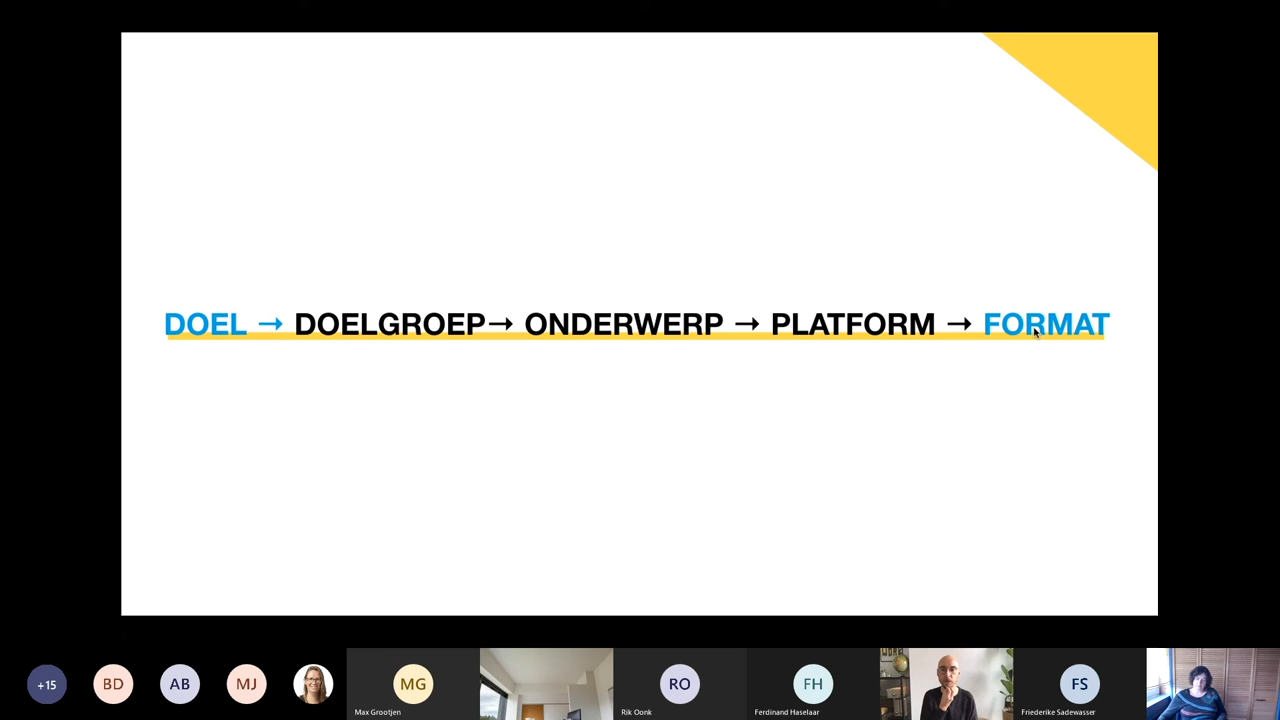 DOEL → DOELGROEP→ ONDERWERP → PLATFORM → FORMAT
+15
BD
AB
MJ
MG
Max Grootjen
RO
Rik Oonk
FH
Ferdinand Haselaar
FS
Friederike Sadewasser